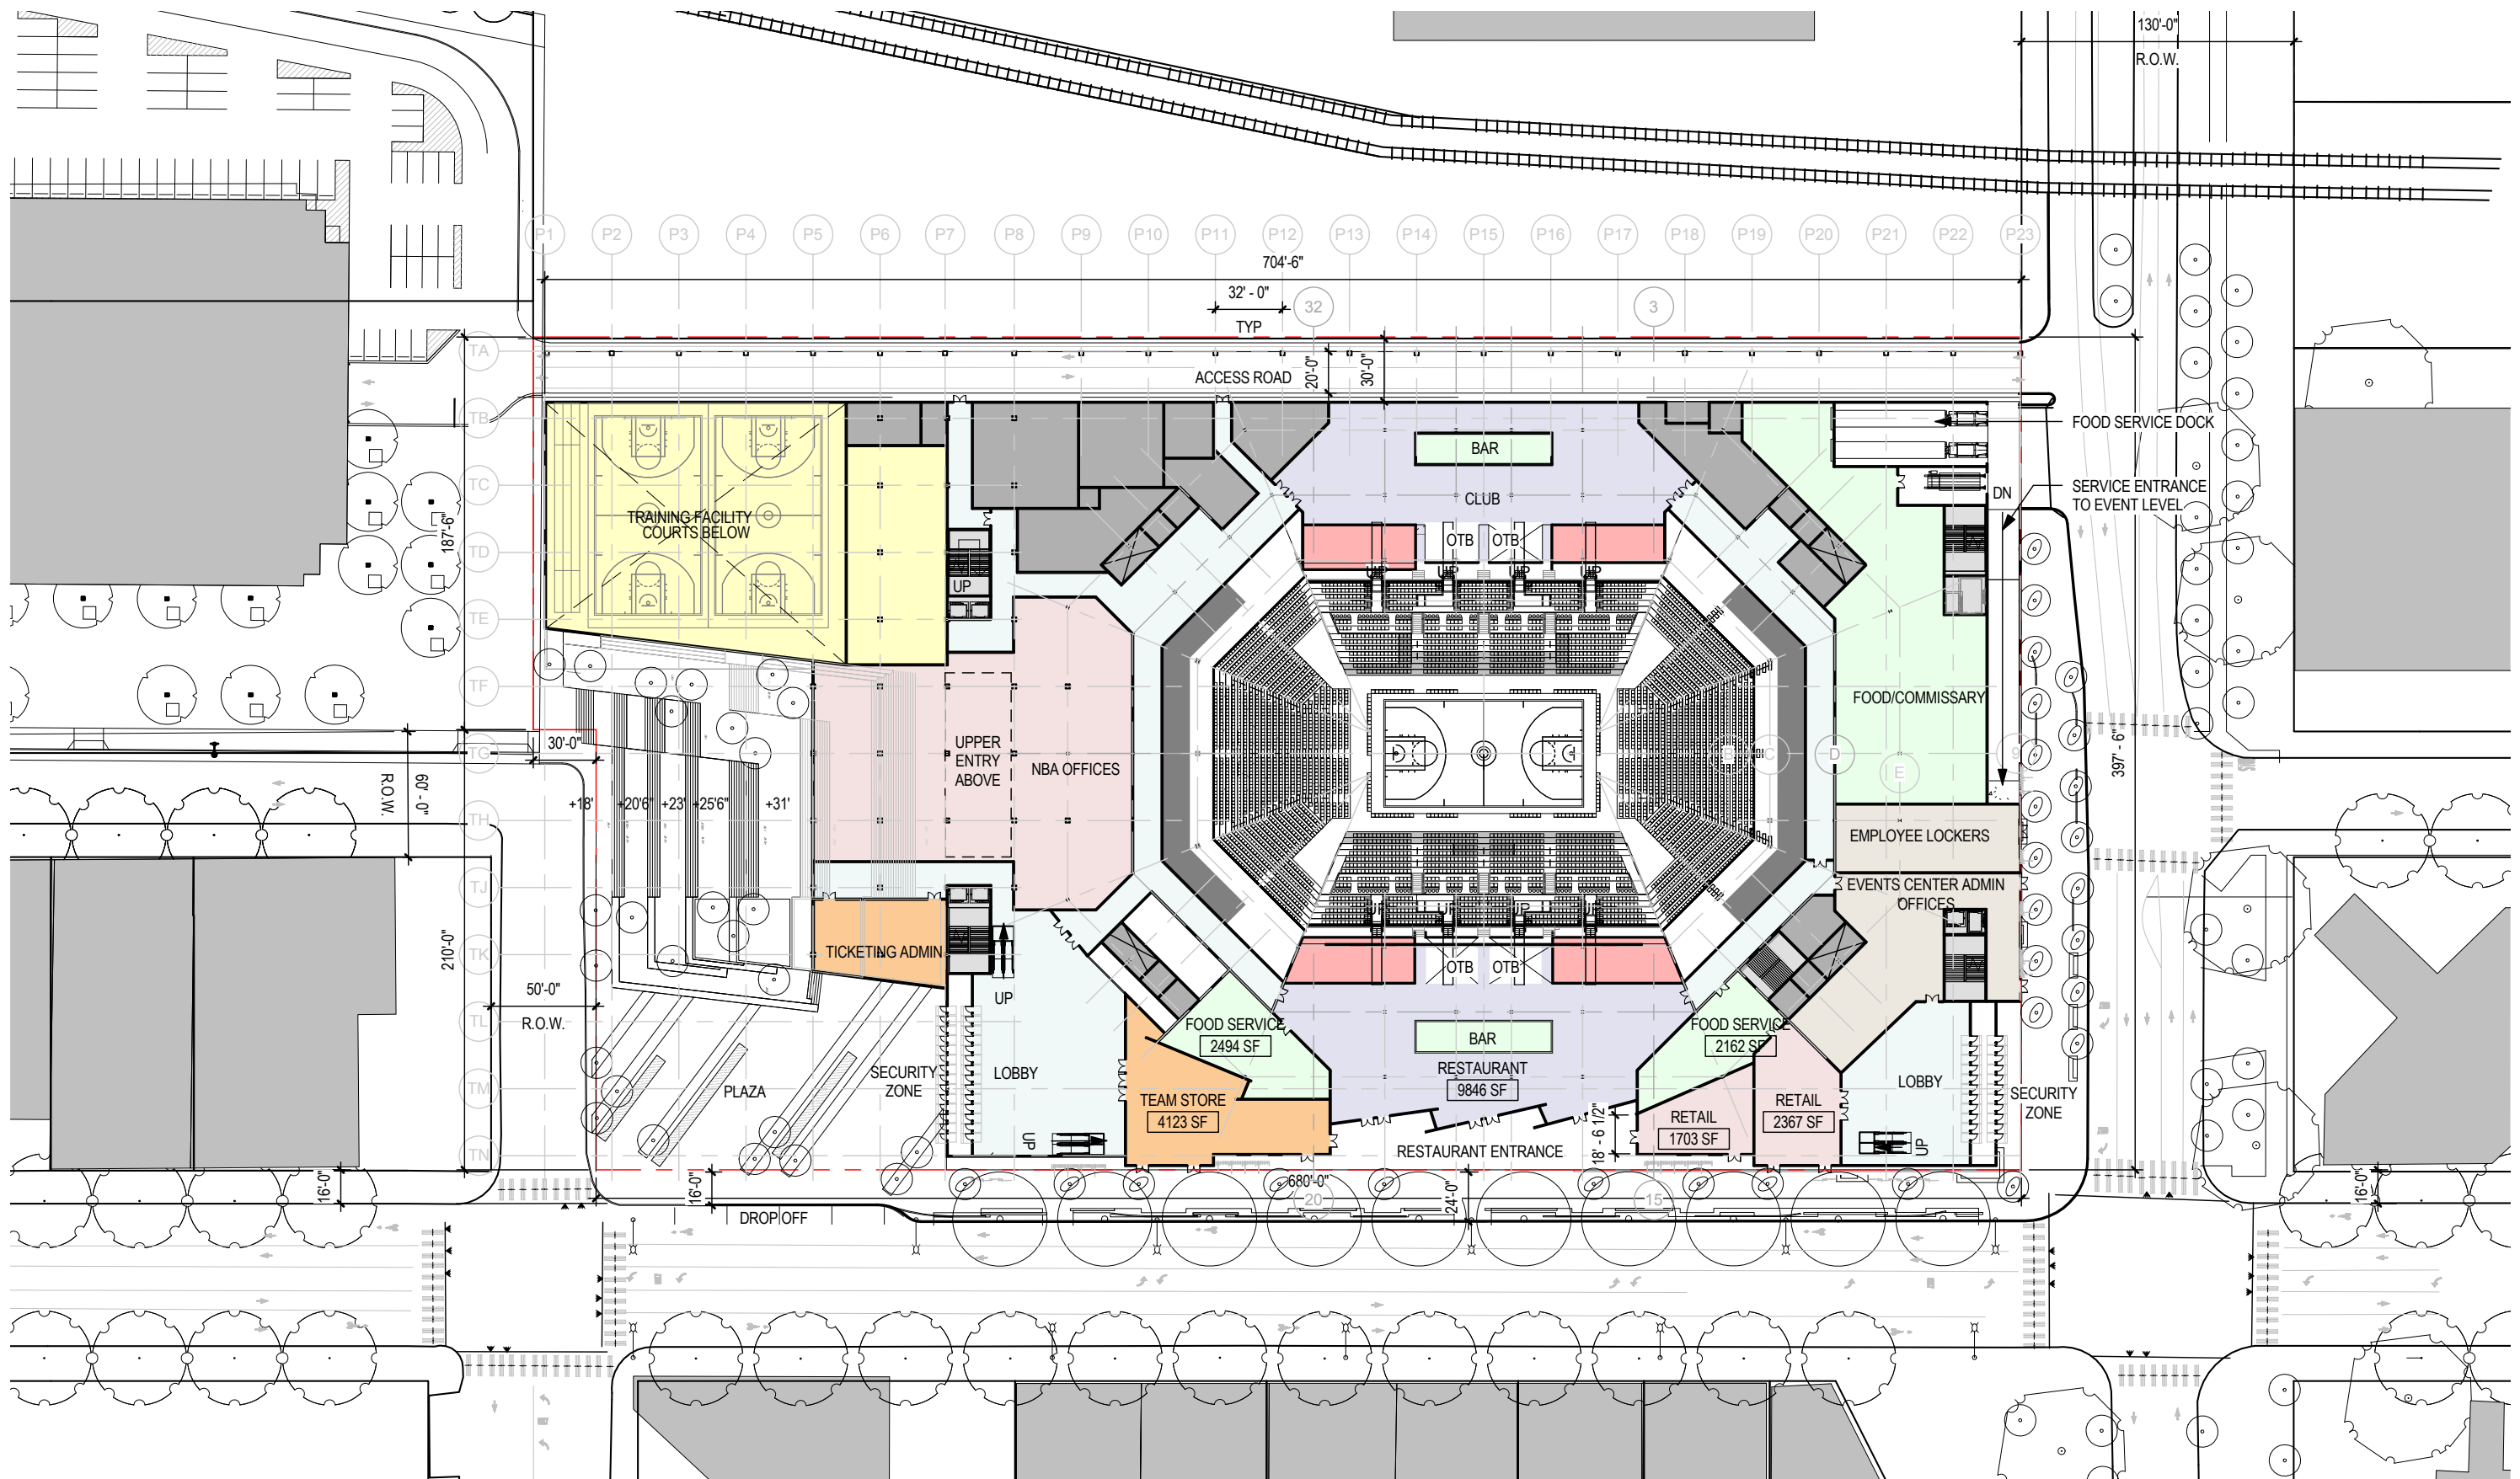 130'-0"
R.O.W.
P1
P2
P3
P4
P5
P6
P7
P8
P9
P10
P11
P12
P13
P14
P15
P16
P17
P18
P19
P20
P21
P22
P23
704'-6"
32' - 0"
TYP
32
3
TA
TB
TC
TD
TE
TF
TG
TH
TJ
TK
TL
TM
TN
ACCESS ROAD
20'-0"
30'-0"
187'-6"
FOOD SERVICE DOCK
SERVICE ENTRANCE
TO EVENT LEVEL
DN
BAR
CLUB
TRAINING FACILITY
COURTS BELOW
OTB
OTB
UP
UP
UP
UP
UP
FOOD/COMMISSARY
UPPER
ENTRY
ABOVE
NBA OFFICES
30'-0"
60' - 0"
R.O.W.
+18'
+20'6"
+23'
+25'6"
+31'
B
C
D
E
9
397' - 6"
EMPLOYEE LOCKERS
EVENTS CENTER ADMIN
OFFICES
210'-0"
TICKETING ADMIN
UP
UP
UP
UP
UP
OTB
OTB
50'-0"
R.O.W.
FOOD SERVICE
2494 SF
BAR
FOOD SERVICE
2162 SF
RESTAURANT
9846 SF
SECURITY
ZONE
LOBBY
PLAZA
TEAM STORE
4123 SF
RETAIL
1703 SF
RETAIL
2367 SF
LOBBY
SECURITY
ZONE
UP
UP
18' - 6 1/2"
RESTAURANT ENTRANCE
16'-0"
16'-0"
680'-0"
20
24'-0"
15
16'-0"
DROP OFF